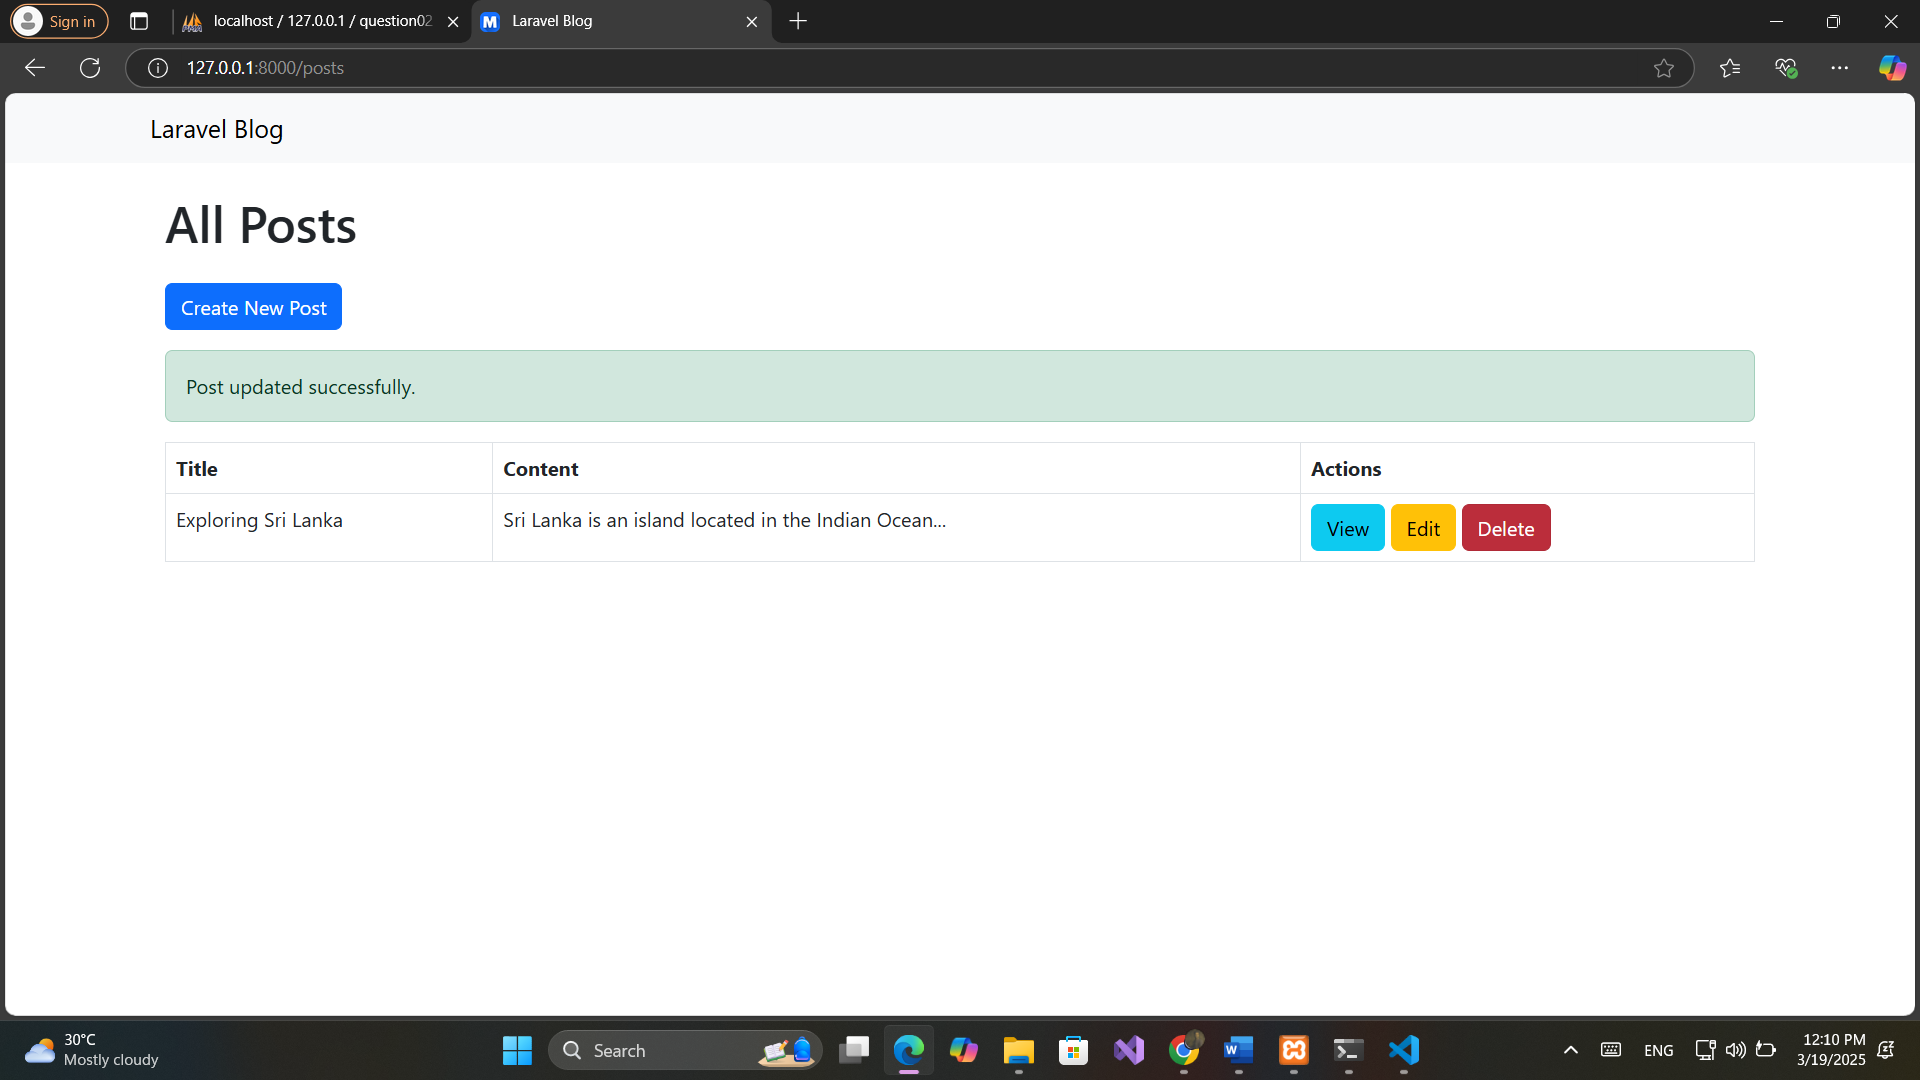 Sign in
localhost / 127.0.0.1 / question02
Laravel Blog
127.0.0.1:8000/posts
Laravel Blog
All Posts
Create New Post
Post updated successfully.
Title Content Actions
Exploring Sri Lanka Sri Lanka is an island located in the Indian Ocean... View Edit Delete
30°C
Mostly cloudy
Search
ENG
12:10 PM
3/19/2025